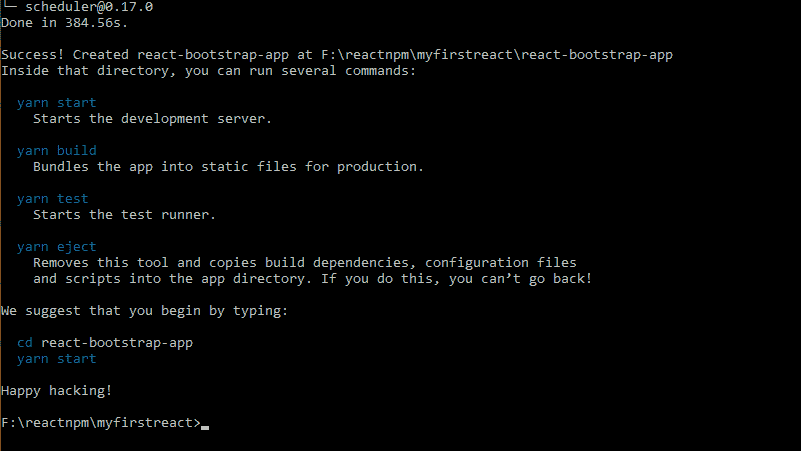 └─ scheduler@0.17.0
Done in 384.56s.
Success! Created react-bootstrap-app at F:\reactnpm\myfirstreact\react-bootstrap-app
Inside that directory, you can run several commands:
yarn start
Starts the development server.
yarn build
Bundles the app into static files for production.
yarn test
Starts the test runner.
yarn eject
Removes this tool and copies build dependencies, configuration files
and scripts into the app directory. If you do this, you can’t go back!
We suggest that you begin by typing:
cd react-bootstrap-app
yarn start
Happy hacking!
F:\reactnpm\myfirstreact>_